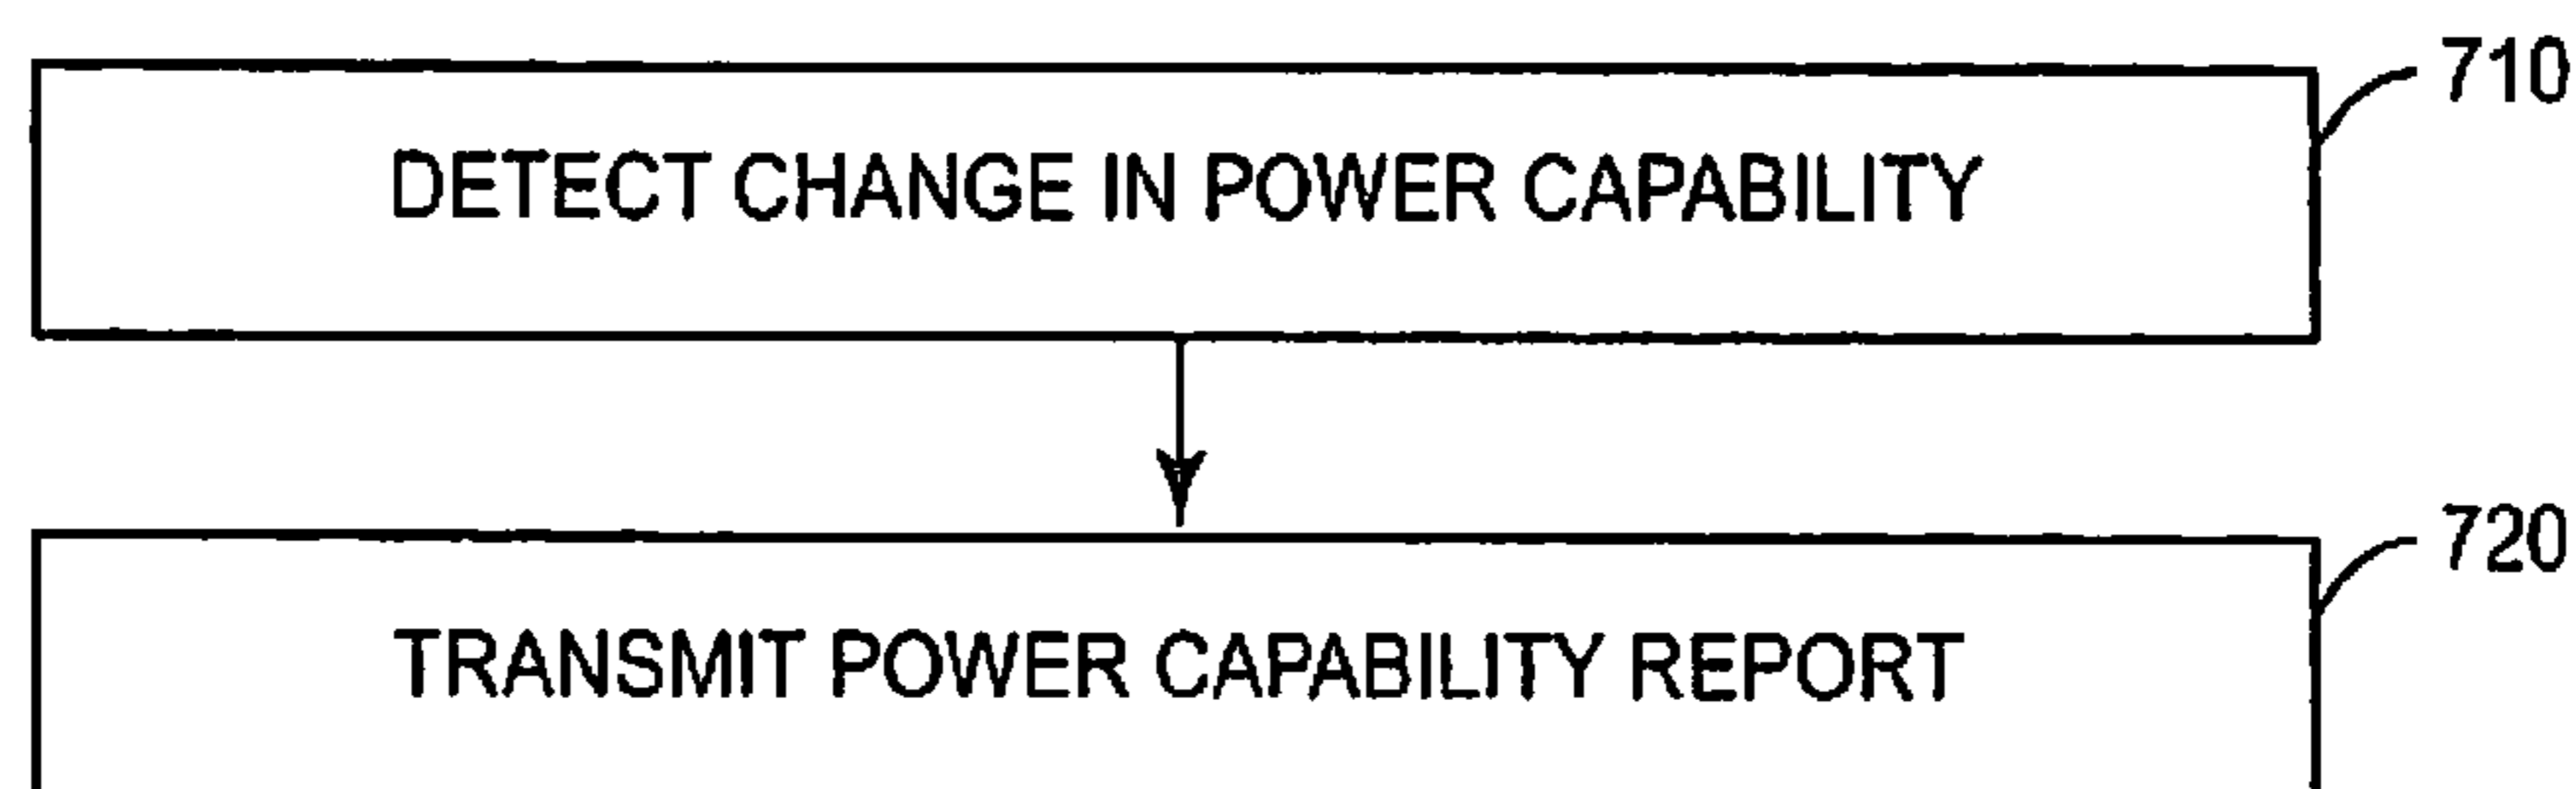 710
DETECT CHANGE IN POWER CAPABILITY
720
TRANSMIT POWER CAPABILITY REPORT